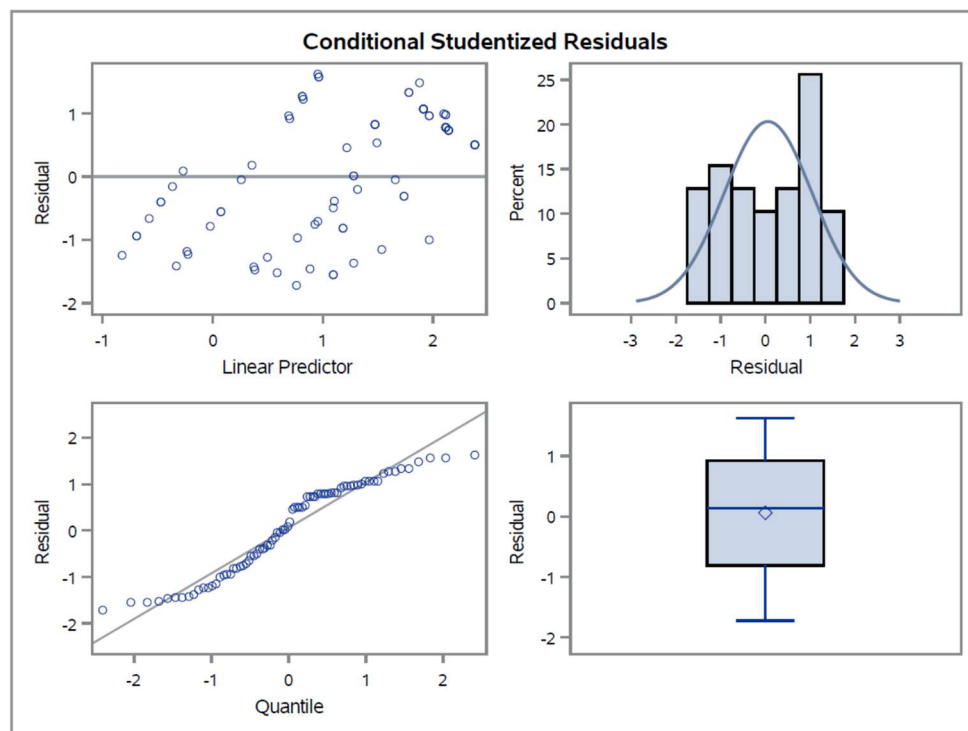 Conditional Studentized Residuals
Residual
1
0
-1
-2
-1 0 1 2
Linear Predictor
Percent
25
20
15
10
5
0
-3 -2 -1 0 1 2 3
Residual
Residual
2
1
0
-1
-2
-2 -1 0 1 2
Quantile
Residual
1
0
-1
-2